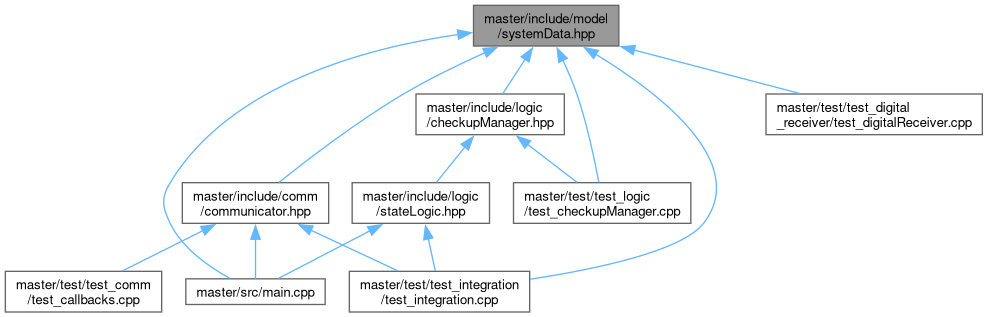 master/include/model
/systemData.hpp
master/include/logic
/checkupManager.hpp
master/test/test_digital
_receiver/test_digitalReceiver.cpp
master/include/comm
/communicator.hpp
master/include/logic
/stateLogic.hpp
master/test/test_logic
/test_checkupManager.cpp
master/test/test_comm
/test_callbacks.cpp
master/src/main.cpp
master/test/test_integration
/test_integration.cpp